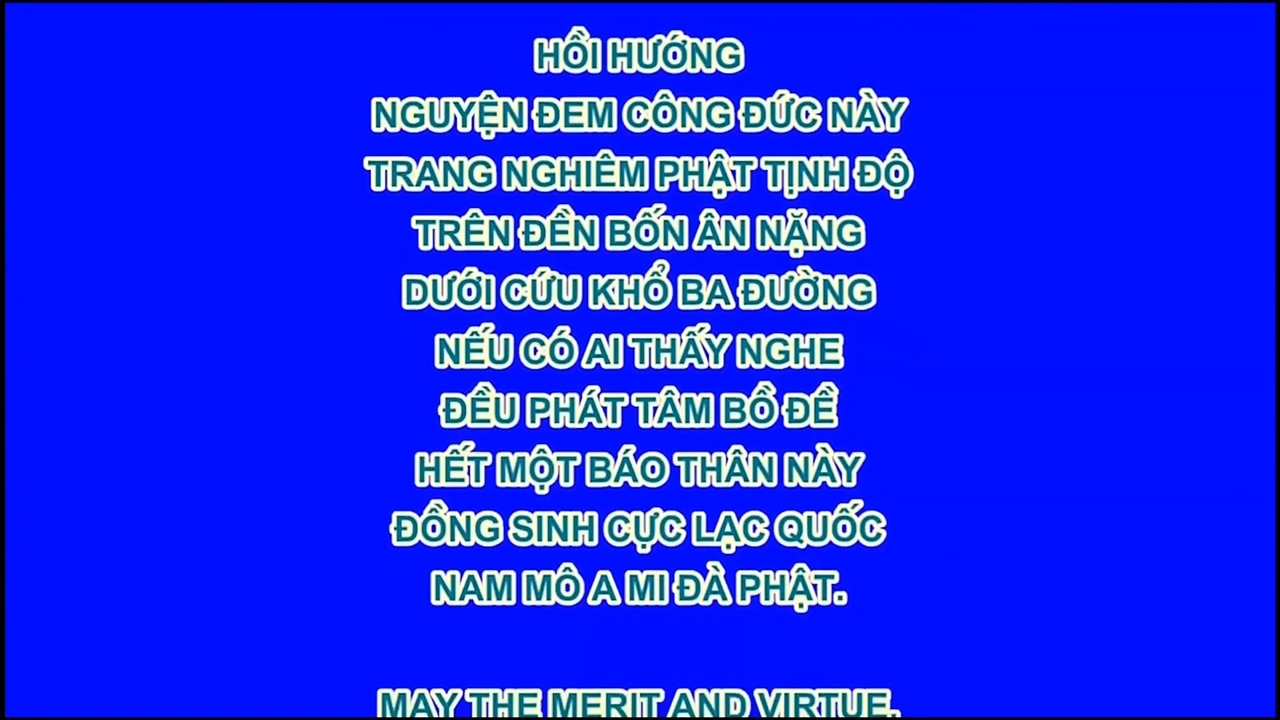 HỒI HƯỚNG
NGUYỆN ĐEM CÔNG ĐỨC NÀY
TRANG NGHIÊM PHẬT TỊNH ĐỘ
TRÊN ĐỀN BỐN ÂN NẶNG
DƯỚI CỨU KHỔ BA ĐƯỜNG
NẾU CÓ AI THẤY NGHE
ĐỀU PHÁT TÂM BỒ ĐỀ
HẾT MỘT BÁO THÂN NÀY
ĐỒNG SINH CỰC LẠC QUỐC
NAM MÔ A MI ĐÀ PHẬT.
MAY THE MERIT AND VIRTUE,